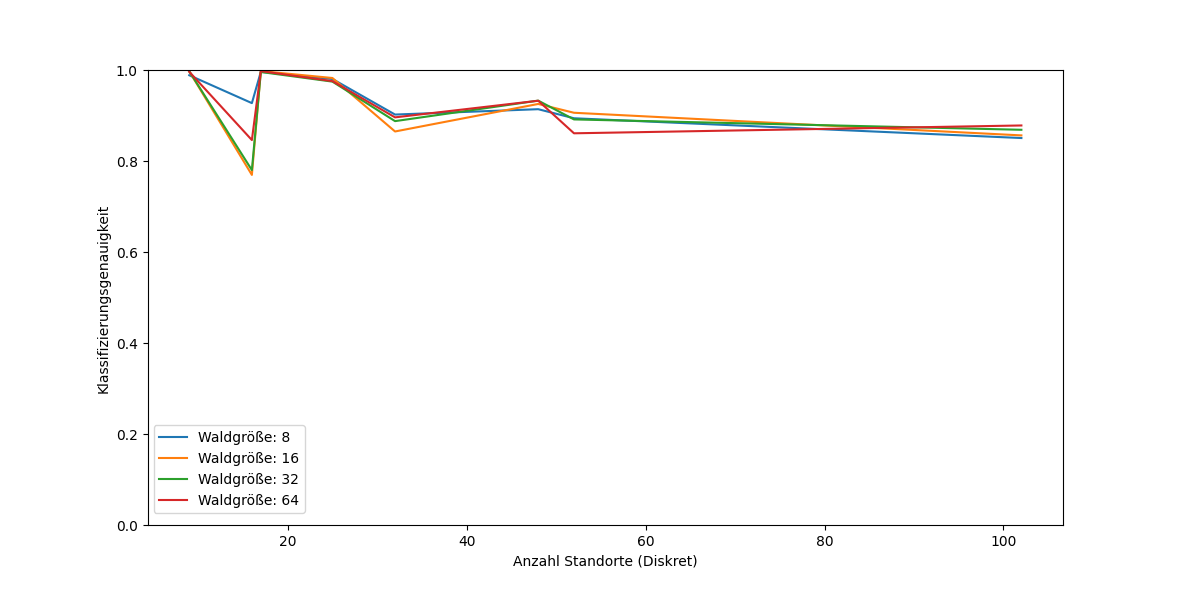 1.0
0.8
0.6
0.4
0.2
0.0
Klassifizierungsgenauigkeit
Waldgröße: 8
Waldgröße: 16
Waldgröße: 32
Waldgröße: 64
20 40 60 80 100
Anzahl Standorte (Diskret)